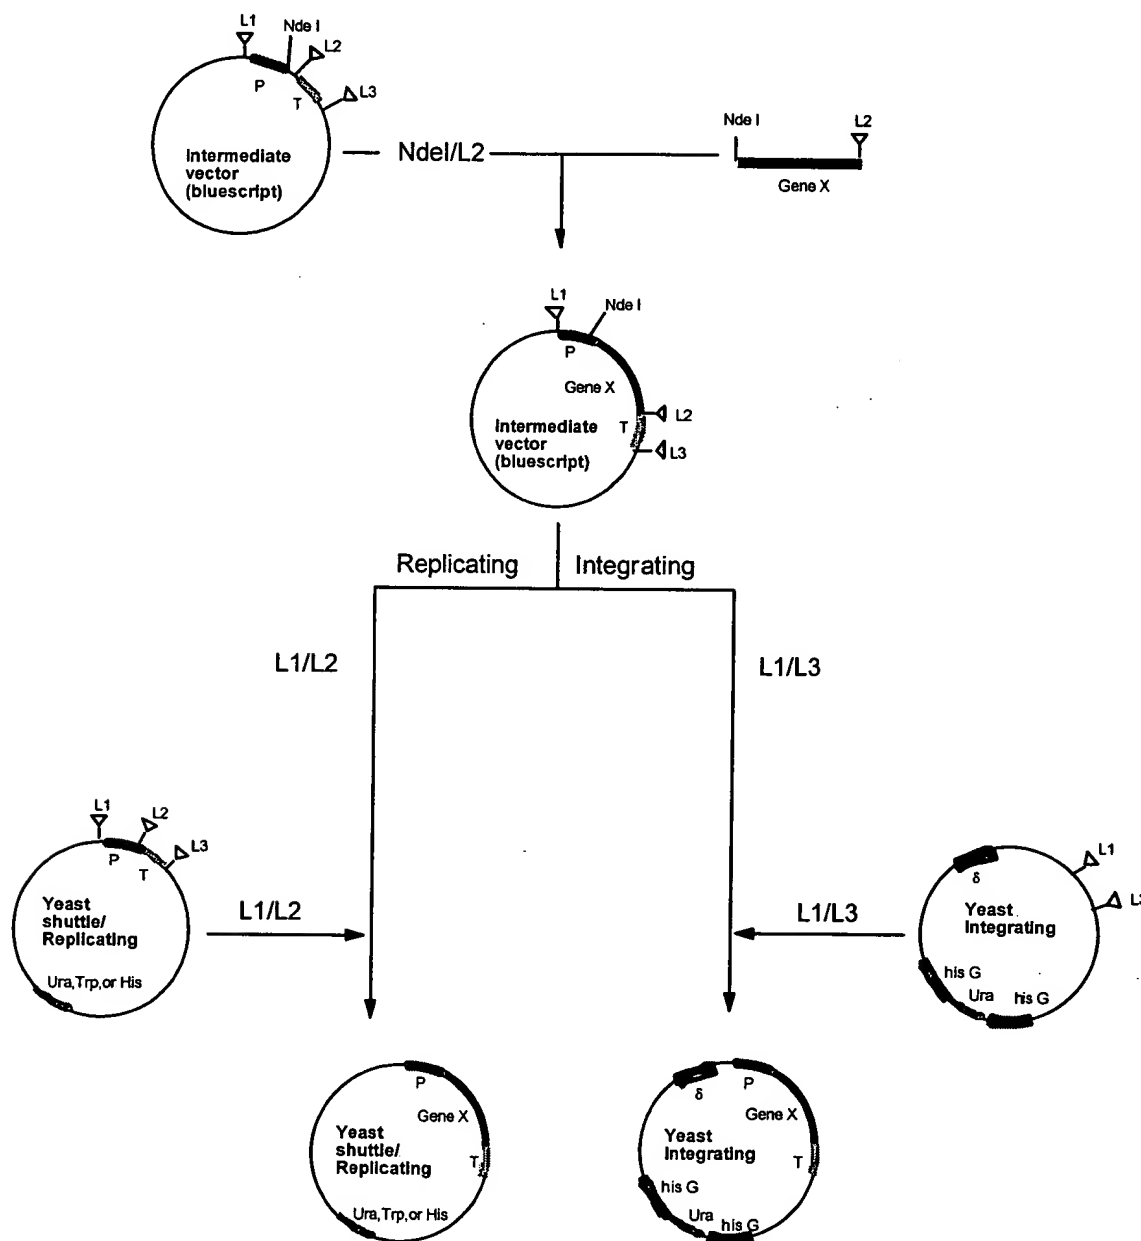 L1
Nde I
L2
P
T
L3
Intermediate
vector
(bluescript)
NdeI/L2
Nde I
L2
Gene X
L1
Nde I
P
Gene X
L2
T
Intermediate
vector
(bluescript)
L3
Replicating
Integrating
L1/L2
L1/L3
L1
L2
L3
P
T
Yeast
shuttle/
Replicating
Ura,Trp,or His
L1/L2
L1/L3
L1
L3
δ
Yeast
Integrating
his G
Ura
his G
P
Gene X
Yeast
shuttle/
Replicating
T
Ura,Trp,or His
δ
P
Gene X
Yeast
Integrating
T
his G
Ura
his G